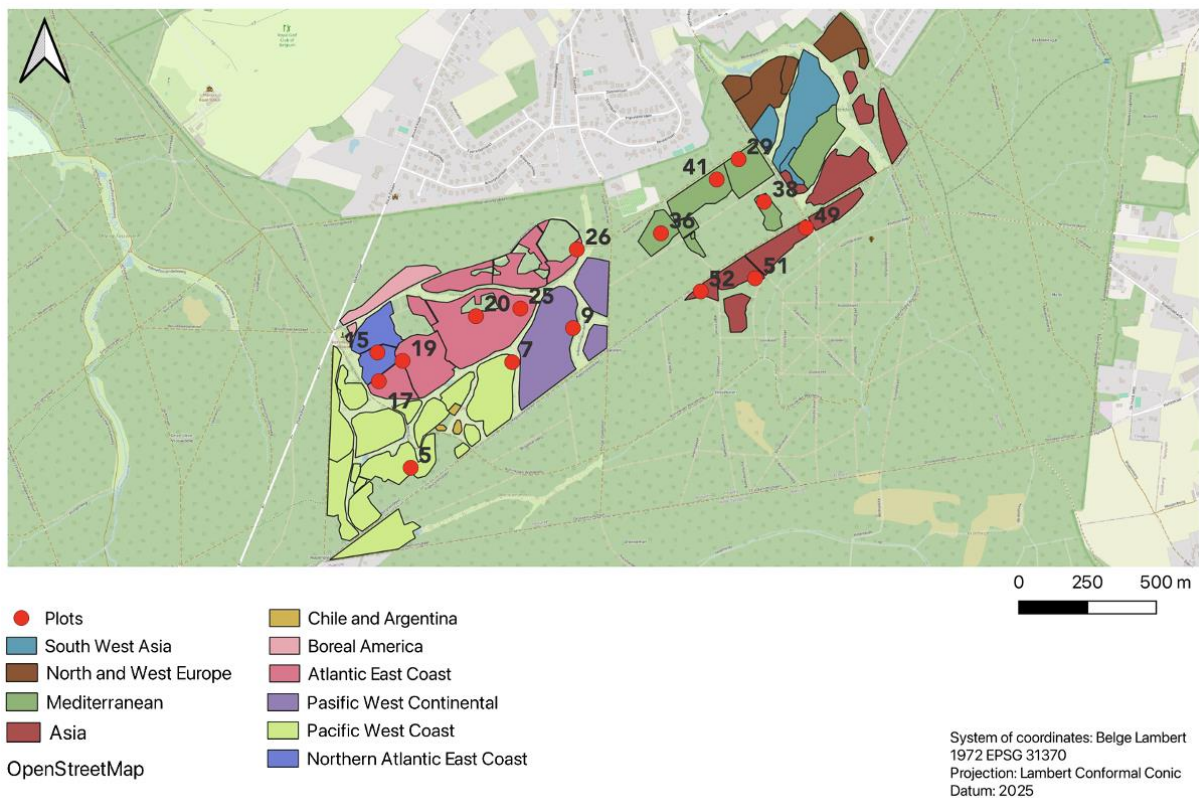 29
41
38
36
49
26
51
52
25
20
9
15
19
7
17
5
0 250 500 m
Plots
South West Asia
North and West Europe
Mediterranean
Asia
OpenStreetMap
Chile and Argentina
Boreal America
Atlantic East Coast
Pasific West Continental
Pacific West Coast
Northern Atlantic East Coast
System of coordinates: Belge Lambert
1972 EPSG 31370
Projection: Lambert Conformal Conic
Datum: 2025